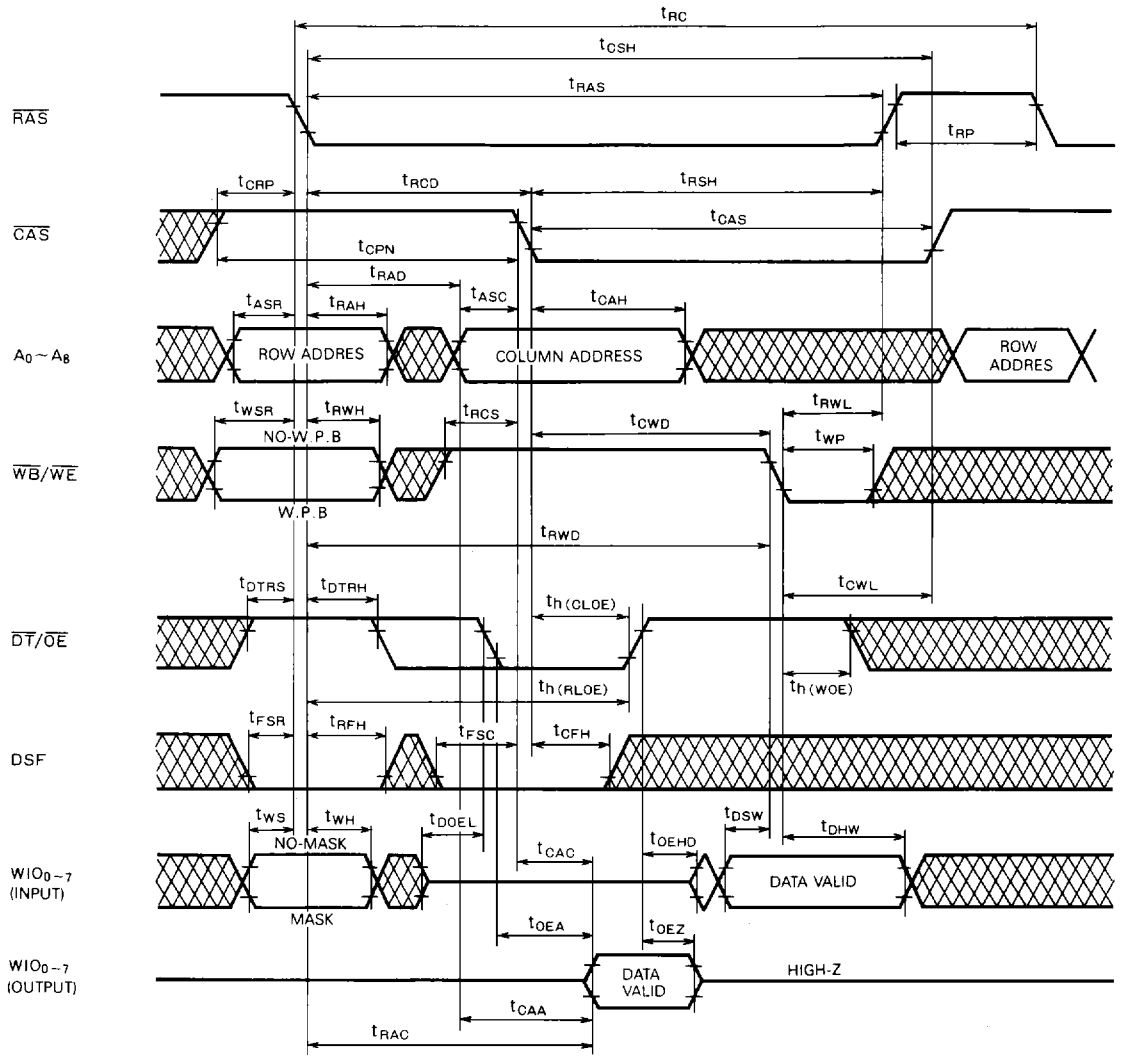 tRC
tCSH
tRAS
RAS
tRP
tCRP
tRCD
tRSH
CAS
tCAS
tCPN
tRAD
tASC
tCAH
tASR
tRAH
A0 ~ A8
ROW ADDRES
COLUMN ADDRESS
ROW
ADDRES
tWSR
tRWH
tRCS
tCWD
tRWL
tWP
NO-W.P.B
WB/WE
W.P.B
tRWD
tDTRS
tDTRH
th (CLOE)
tCWL
DT/OE
th (RLOE)
th (WOE)
tFSR
tRFH
tFSC
tCFH
DSF
tWS
tWH
tDOEL
tDSW
NO-MASK
tCAC
tOEHD
tDHW
WIO0~7
(INPUT)
DATA VALID
MASK
tOEA
tOEZ
WIO0~7
(OUTPUT)
DATA
VALID
HIGH-Z
tCAA
tRAC